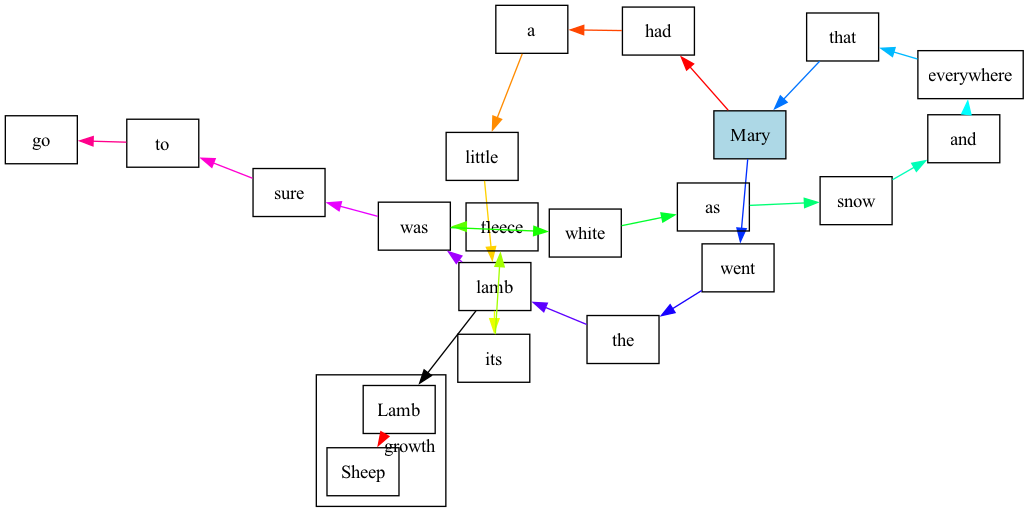 a
had
that
everywhere
Mary
go
to
and
little
sure
snow
as
was
fleece
white
went
lamb
the
its
Lamb
growth
Sheep